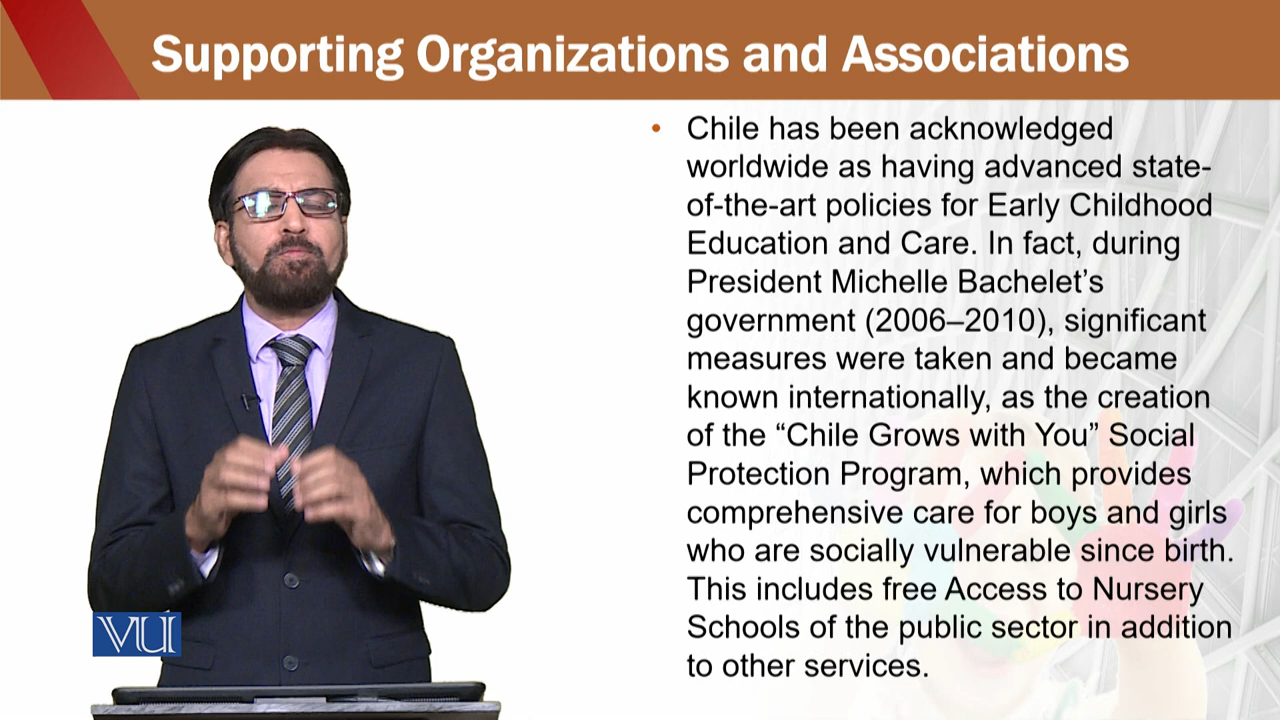 Supporting Organizations and Associations
• Chile has been acknowledged
worldwide as having advanced state-
of-the-art policies for Early Childhood
Education and Care. In fact, during
President Michelle Bachelet’s
government (2006–2010), significant
measures were taken and became
known internationally, as the creation
of the “Chile Grows with You” Social
Protection Program, which provides
comprehensive care for boys and girls
who are socially vulnerable since birth.
This includes free Access to Nursery
Schools of the public sector in addition
to other services.
VU